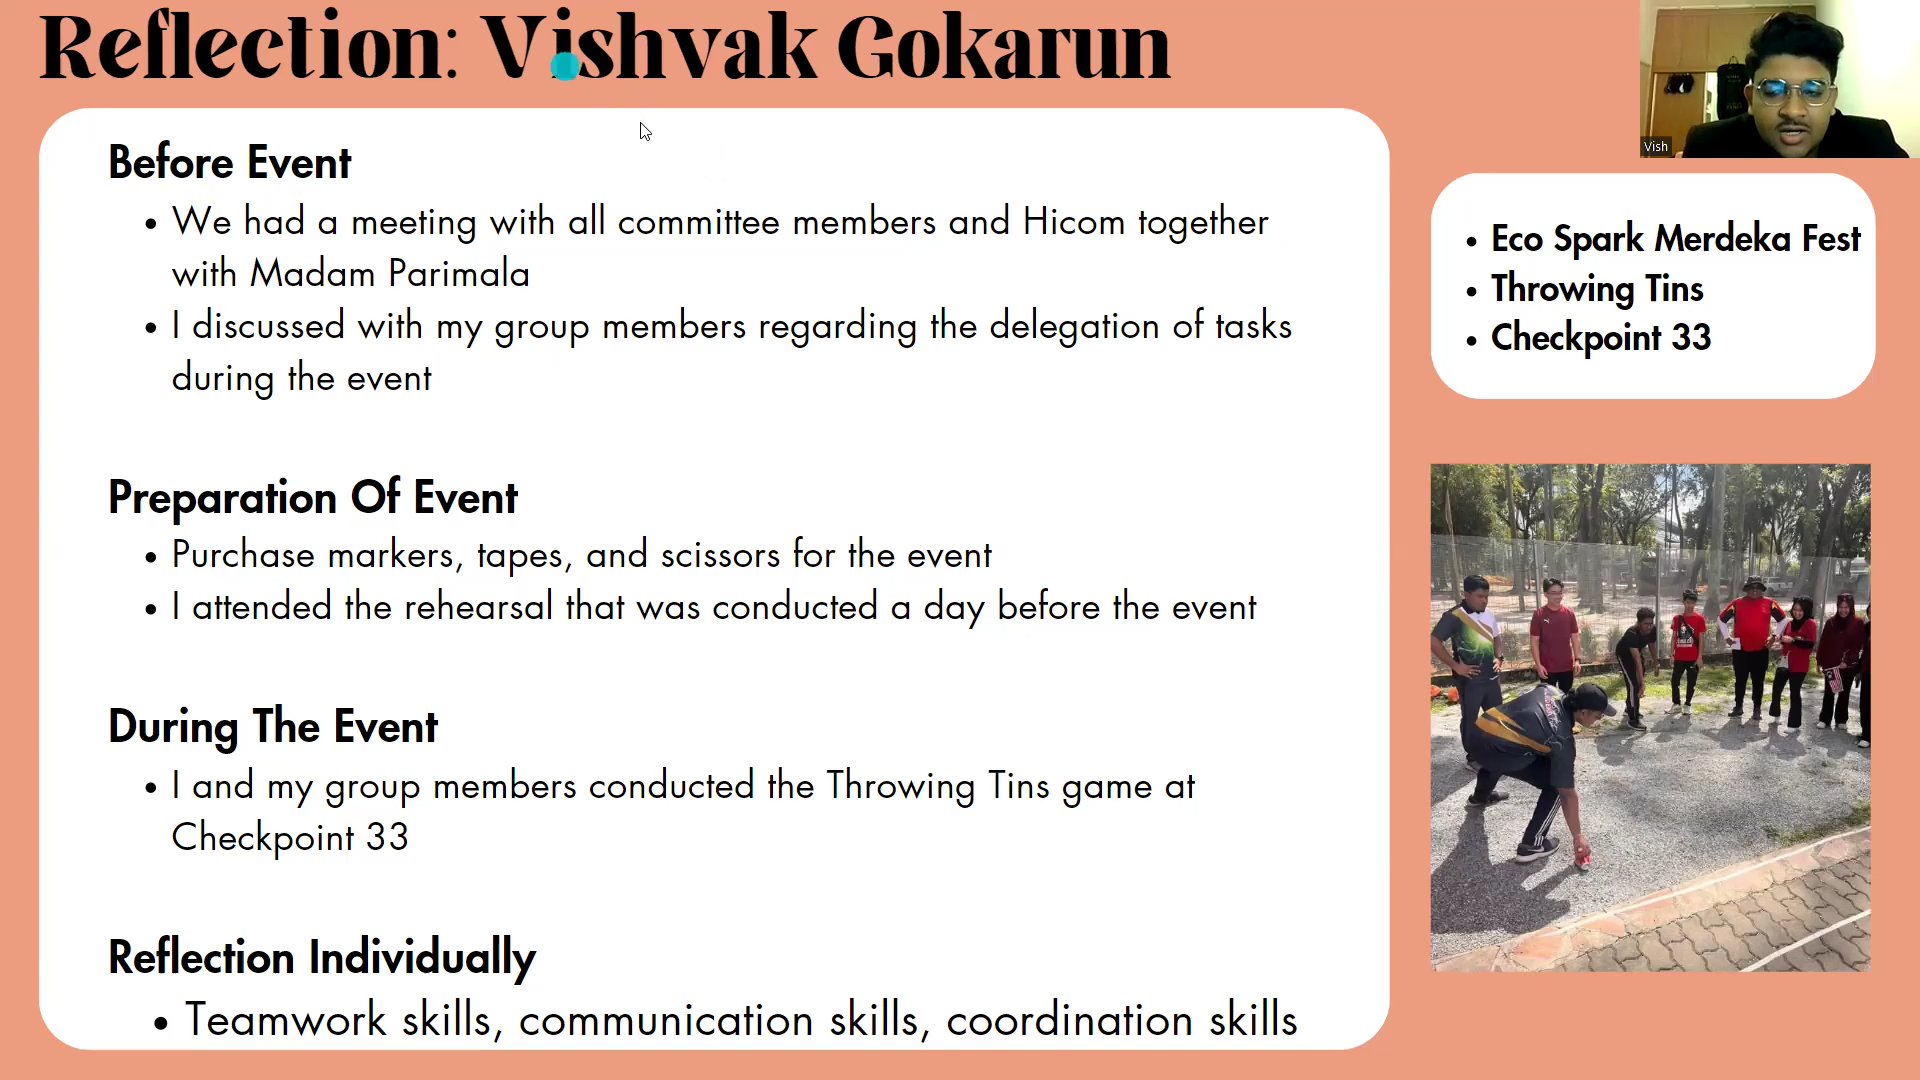 Reflection: Vishvak Gokarun
Vish
Before Event
• We had a meeting with all committee members and Hicom together
with Madam Parimala
• I discussed with my group members regarding the delegation of tasks
during the event
Preparation Of Event
• Purchase markers, tapes, and scissors for the event
• I attended the rehearsal that was conducted a day before the event
During The Event
• I and my group members conducted the Throwing Tins game at
Checkpoint 33
Reflection Individually
• Teamwork skills, communication skills, coordination skills
• Eco Spark Merdeka Fest
• Throwing Tins
• Checkpoint 33